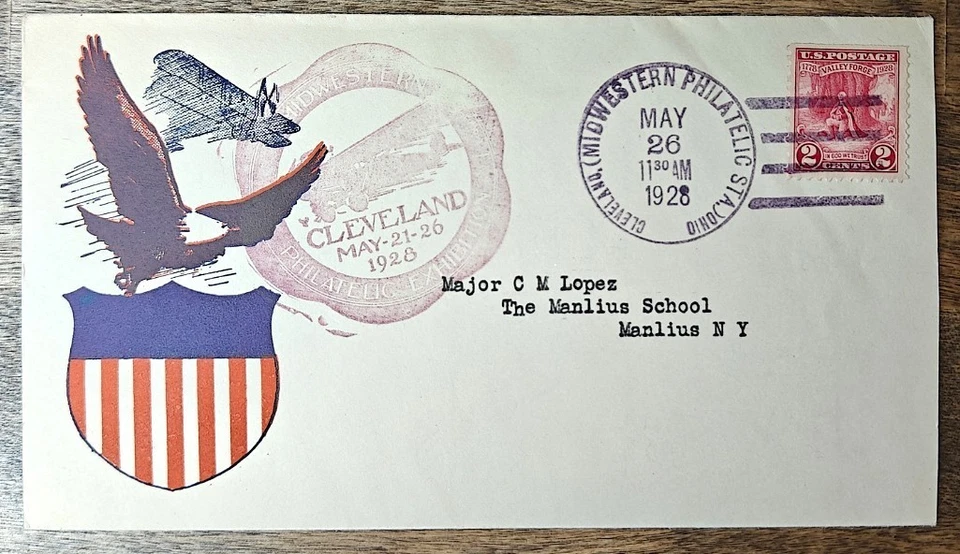 MIDWESTERN
CLEVELAND
MAY-21-26
1928
PHILATELIC EXHIBITION
CLEVELAND, (MIDWESTERN PHILATELIC STA.) OHIO
MAY
26
11 30 AM
1928
U.S. POSTAGE
1778 VALLEY FORGE 1928
IN GOD WE TRUST
2 CENTS 2
Major C M Lopez
The Manlius School
Manlius N Y